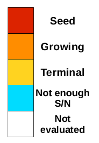 Seed
Growing
Terminal
Not enough
S/N
Not
evaluated